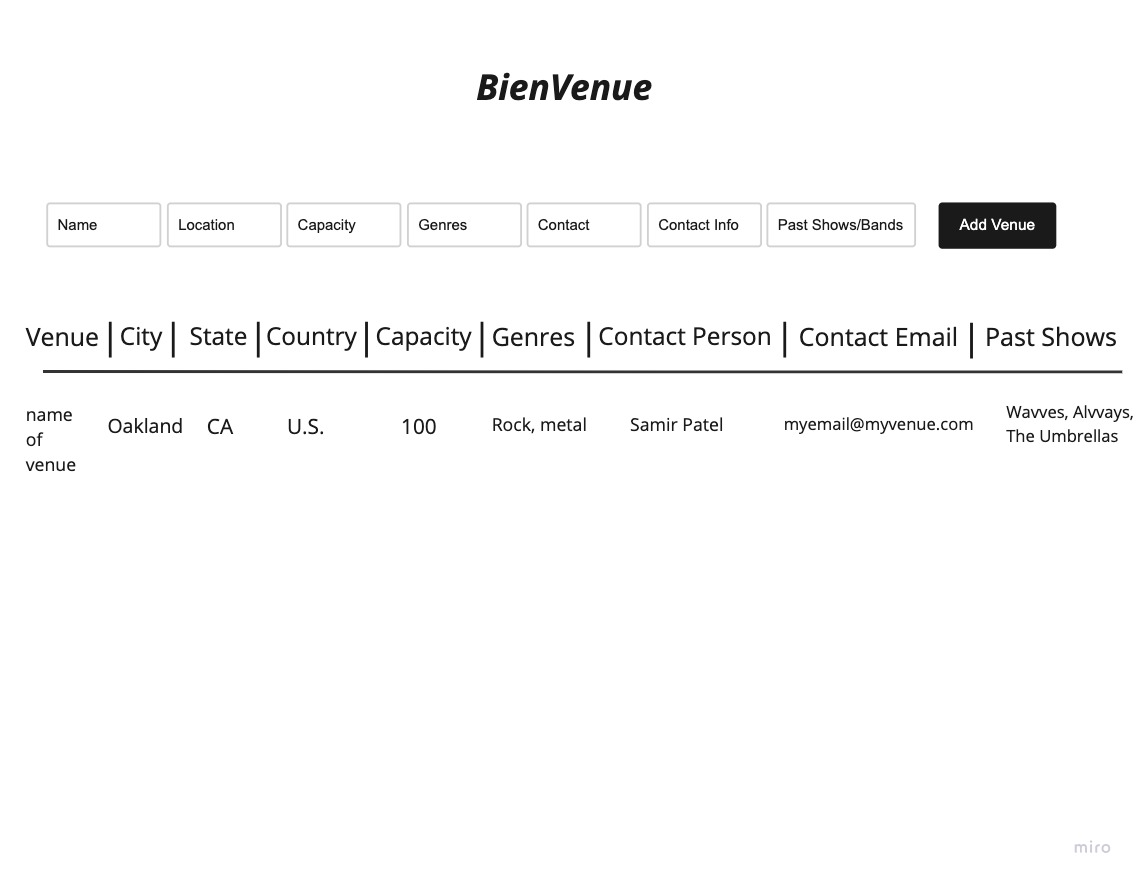 BienVenue
Name Location Capacity Genres Contact Contact Info Past Shows/Bands Add Venue
Venue | City | State | Country | Capacity | Genres | Contact Person | Contact Email | Past Shows
name
of
venue
Oakland CA U.S. 100 Rock, metal Samir Patel myemail@myvenue.com
Wavves, Alvvays,
The Umbrellas
miro